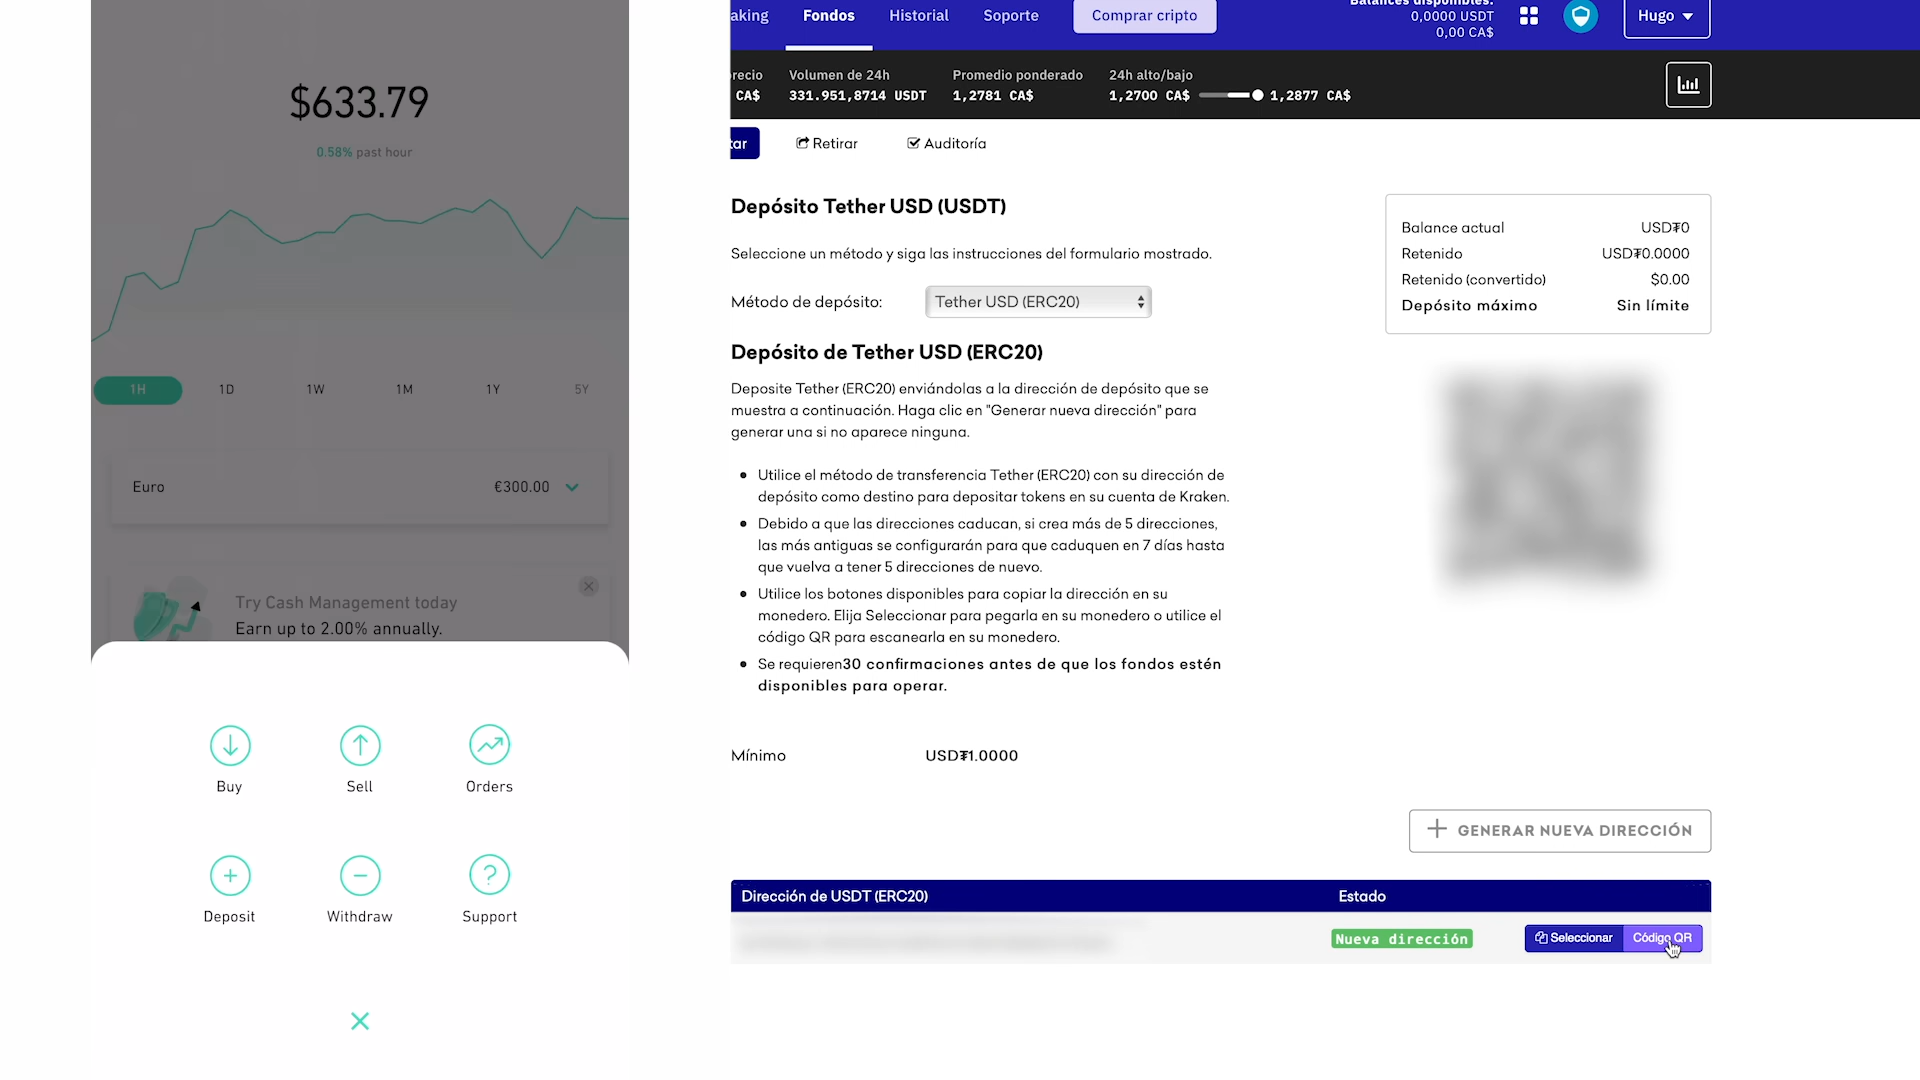 $633.79
0.58% past hour
1H 1D 1W 1M 1Y 5Y
Euro €300.00
Try Cash Management today
Earn up to 2.00% annually.
Buy Sell Orders
Deposit Withdraw Support
aking Fondos Historial Soporte Comprar cripto
Balances disponibles:
0,0000 USDT
0,00 CA$
Hugo
recio Volumen de 24h Promedio ponderado 24h alto/bajo
CA$ 331.951,8714 USDT 1,2781 CA$ 1,2700 CA$ 1,2877 CA$
tar Retirar Auditoría
Depósito Tether USD (USDT)
Seleccione un método y siga las instrucciones del formulario mostrado.
Método de depósito: Tether USD (ERC20)
Depósito de Tether USD (ERC20)
Deposite Tether (ERC20) enviándolas a la dirección de depósito que se
muestra a continuación. Haga clic en "Generar nueva dirección" para
generar una si no aparece ninguna.
Utilice el método de transferencia Tether (ERC20) con su dirección de
depósito como destino para depositar tokens en su cuenta de Kraken.
Debido a que las direcciones caducan, si crea más de 5 direcciones,
las más antiguas se configurarán para que caduquen en 7 días hasta
que vuelva a tener 5 direcciones de nuevo.
Utilice los botones disponibles para copiar la dirección en su
monedero. Elija Seleccionar para pegarla en su monedero o utilice el
código QR para escanearla en su monedero.
Se requieren30 confirmaciones antes de que los fondos estén
disponibles para operar.
Mínimo USD₮1.0000
Balance actual USD₮0
Retenido USD₮0.0000
Retenido (convertido) $0.00
Depósito máximo Sin límite
GENERAR NUEVA DIRECCIÓN
Dirección de USDT (ERC20) Estado
Nueva dirección Seleccionar Código QR